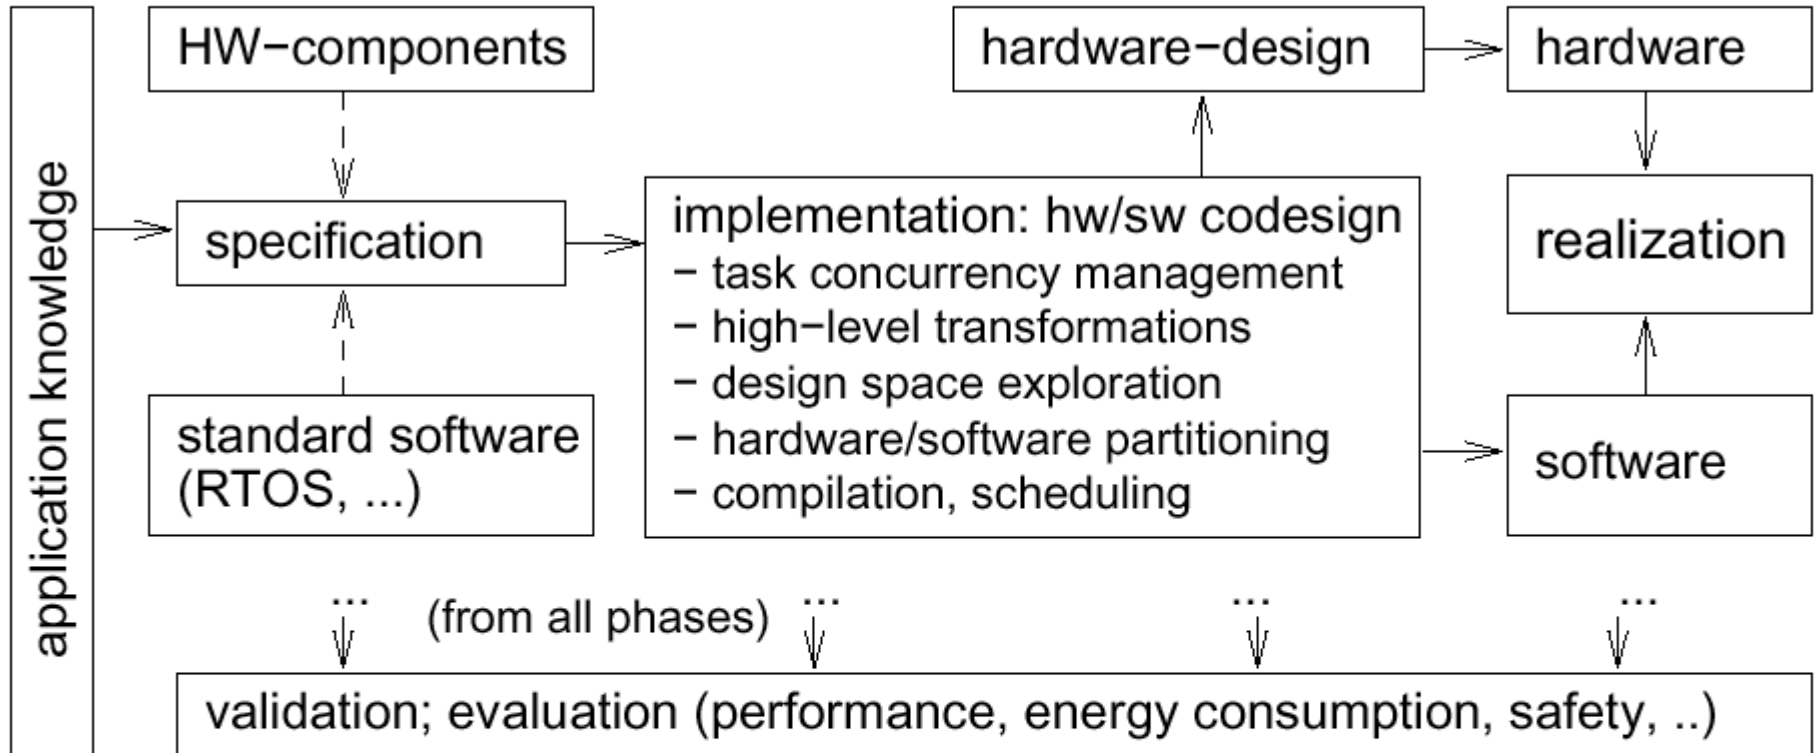 application knowledge
HW−components
hardware−design
hardware
specification
implementation: hw/sw codesign
− task concurrency management
− high−level transformations
− design space exploration
− hardware/software partitioning
− compilation, scheduling
realization
standard software
(RTOS, ...)
software
...
(from all phases)
...
...
...
validation; evaluation (performance, energy consumption, safety, ..)